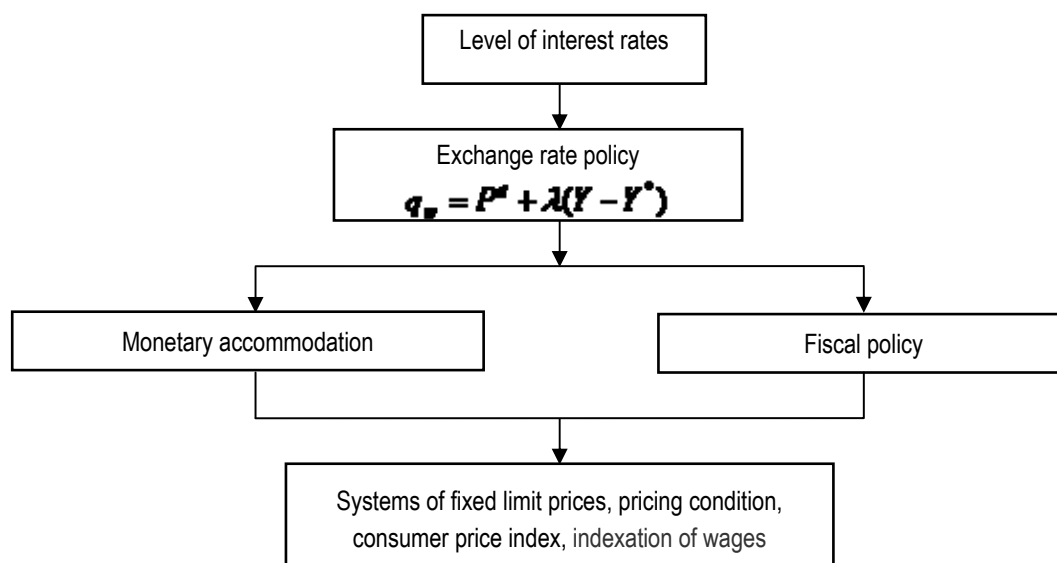 Level of interest rates
Exchange rate policy
q_w = P^e + λ(Y − Y^*)
Monetary accommodation
Fiscal policy
Systems of fixed limit prices, pricing condition,
consumer price index, indexation of wages